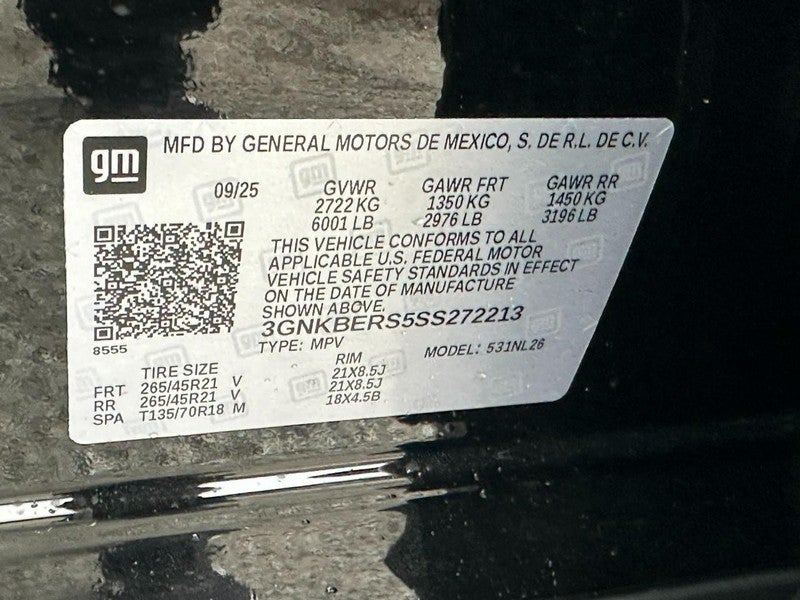 gm MFD BY GENERAL MOTORS DE MEXICO, S. DE R.L. DE C.V.
09/25 GVWR GAWR FRT GAWR RR
2722 KG 1350 KG 1450 KG
6001 LB 2976 LB 3196 LB
THIS VEHICLE CONFORMS TO ALL
APPLICABLE U.S. FEDERAL MOTOR
VEHICLE SAFETY STANDARDS IN EFFECT
ON THE DATE OF MANUFACTURE
SHOWN ABOVE.
3GNKBERS5SS272213
8555
TYPE: MPV MODEL: 531NL26
TIRE SIZE RIM
FRT 265/45R21 V 21X8.5J
RR 265/45R21 V 21X8.5J
SPA T135/70R18 M 18X4.5B